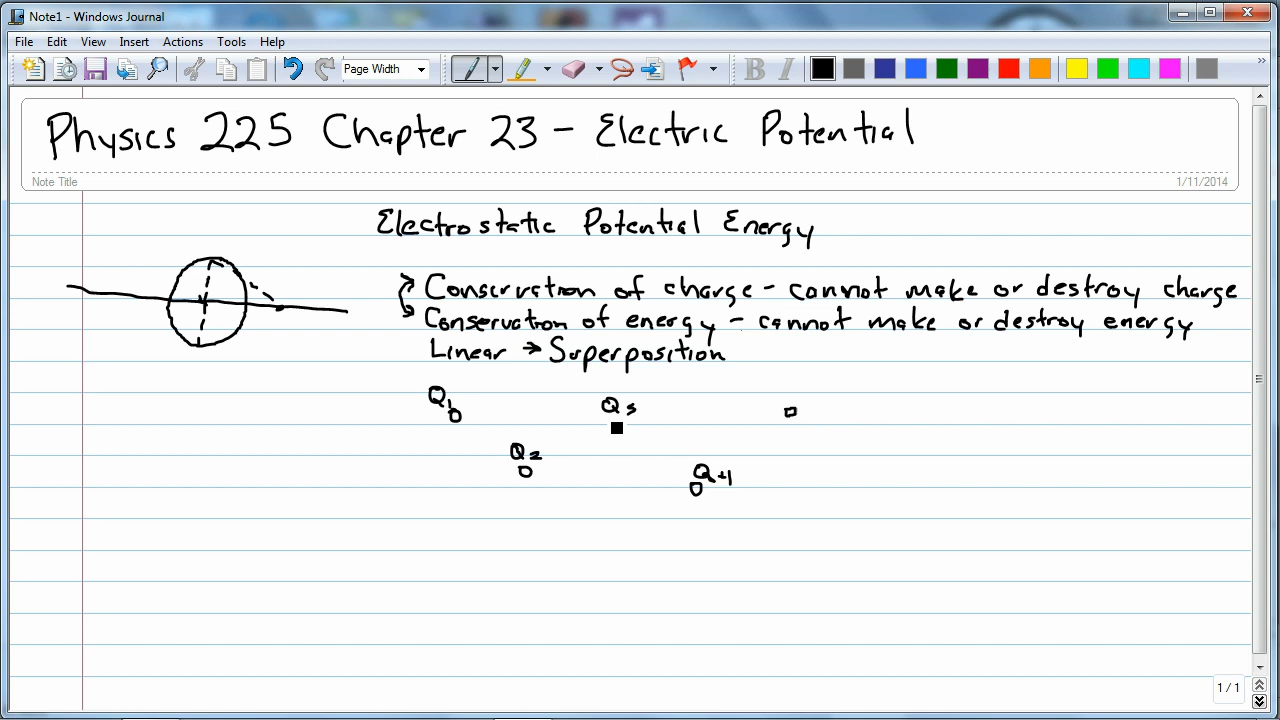 Note1 - Windows Journal
File Edit View Insert Actions Tools Help
Page Width B I »
Physics 225 Chapter 23 - Electric Potential
Note Title 1/11/2014
Electrostatic Potential Energy
Conservation of charge - cannot make or destroy charge
Conservation of energy - cannot make or destroy energy
Linear → Superposition
Q1 Q3
Q2 Q4
1 / 1